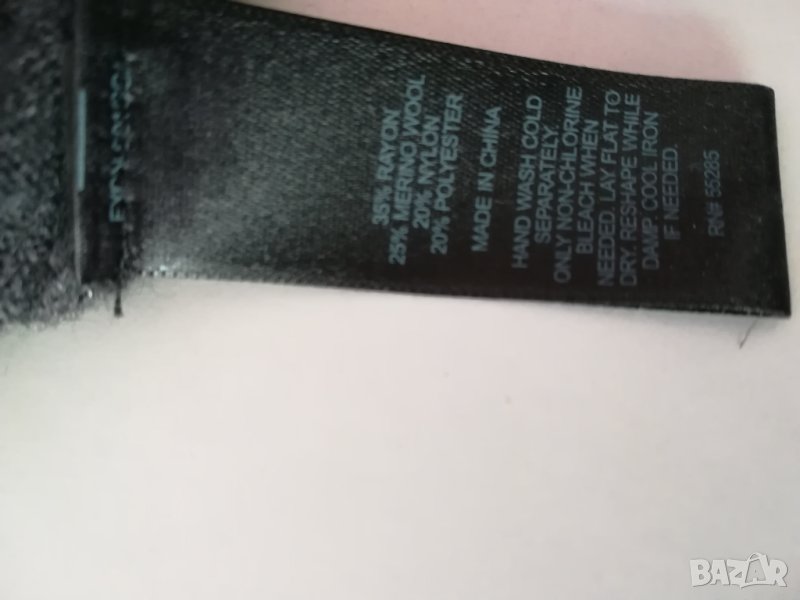 35% RAYON
25% MERINO WOOL
20% NYLON
20% POLYESTER
MADE IN CHINA
HAND WASH COLD
SEPARATELY.
ONLY NON-CHLORINE
BLEACH WHEN
NEEDED. LAY FLAT TO
DRY. RESHAPE WHILE
DAMP COOL IRON
IF NEEDED.
RN# 55285
BAZAR